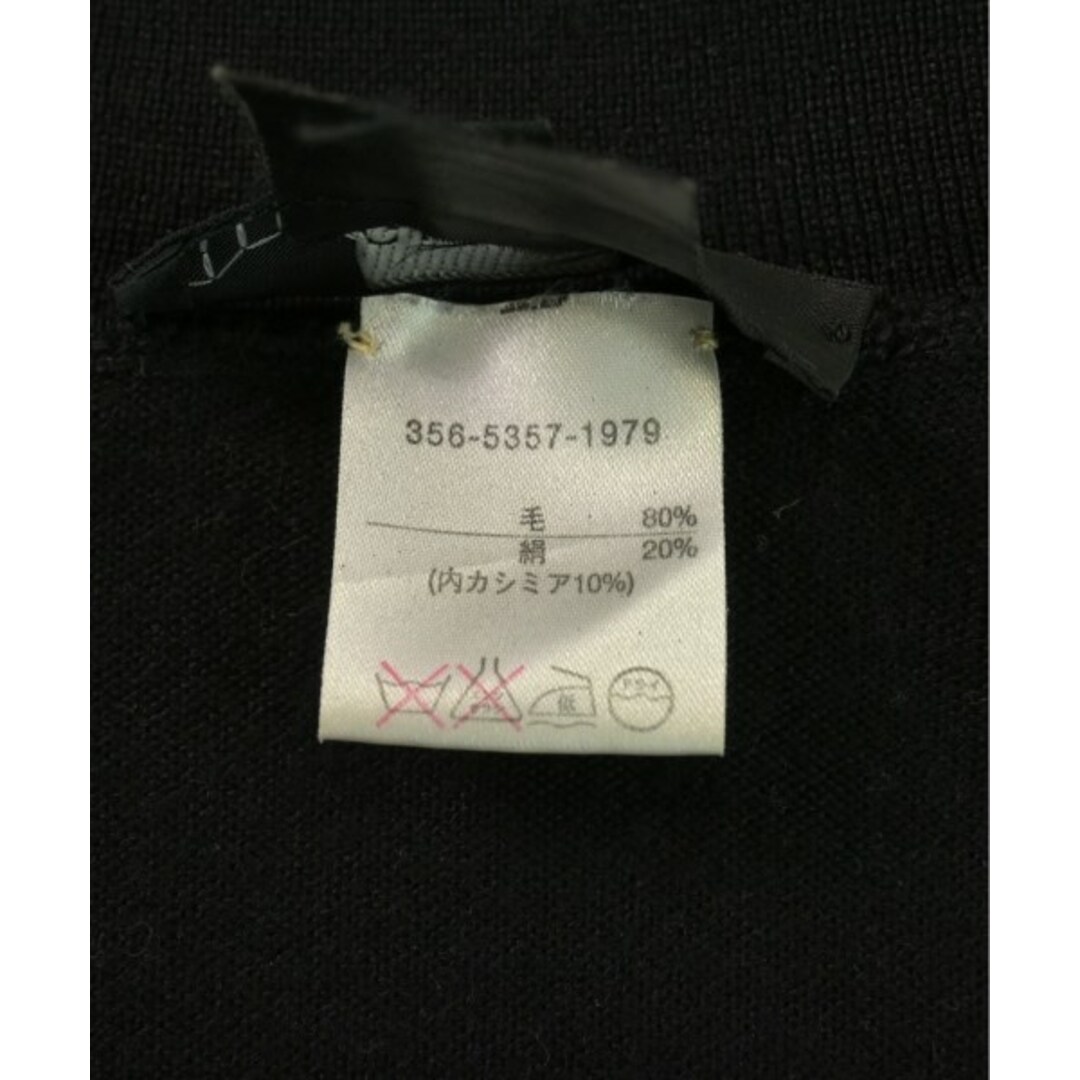 356-5357-1979
毛 80%
絹 20%
(内カシミア10%)
低 ドライ